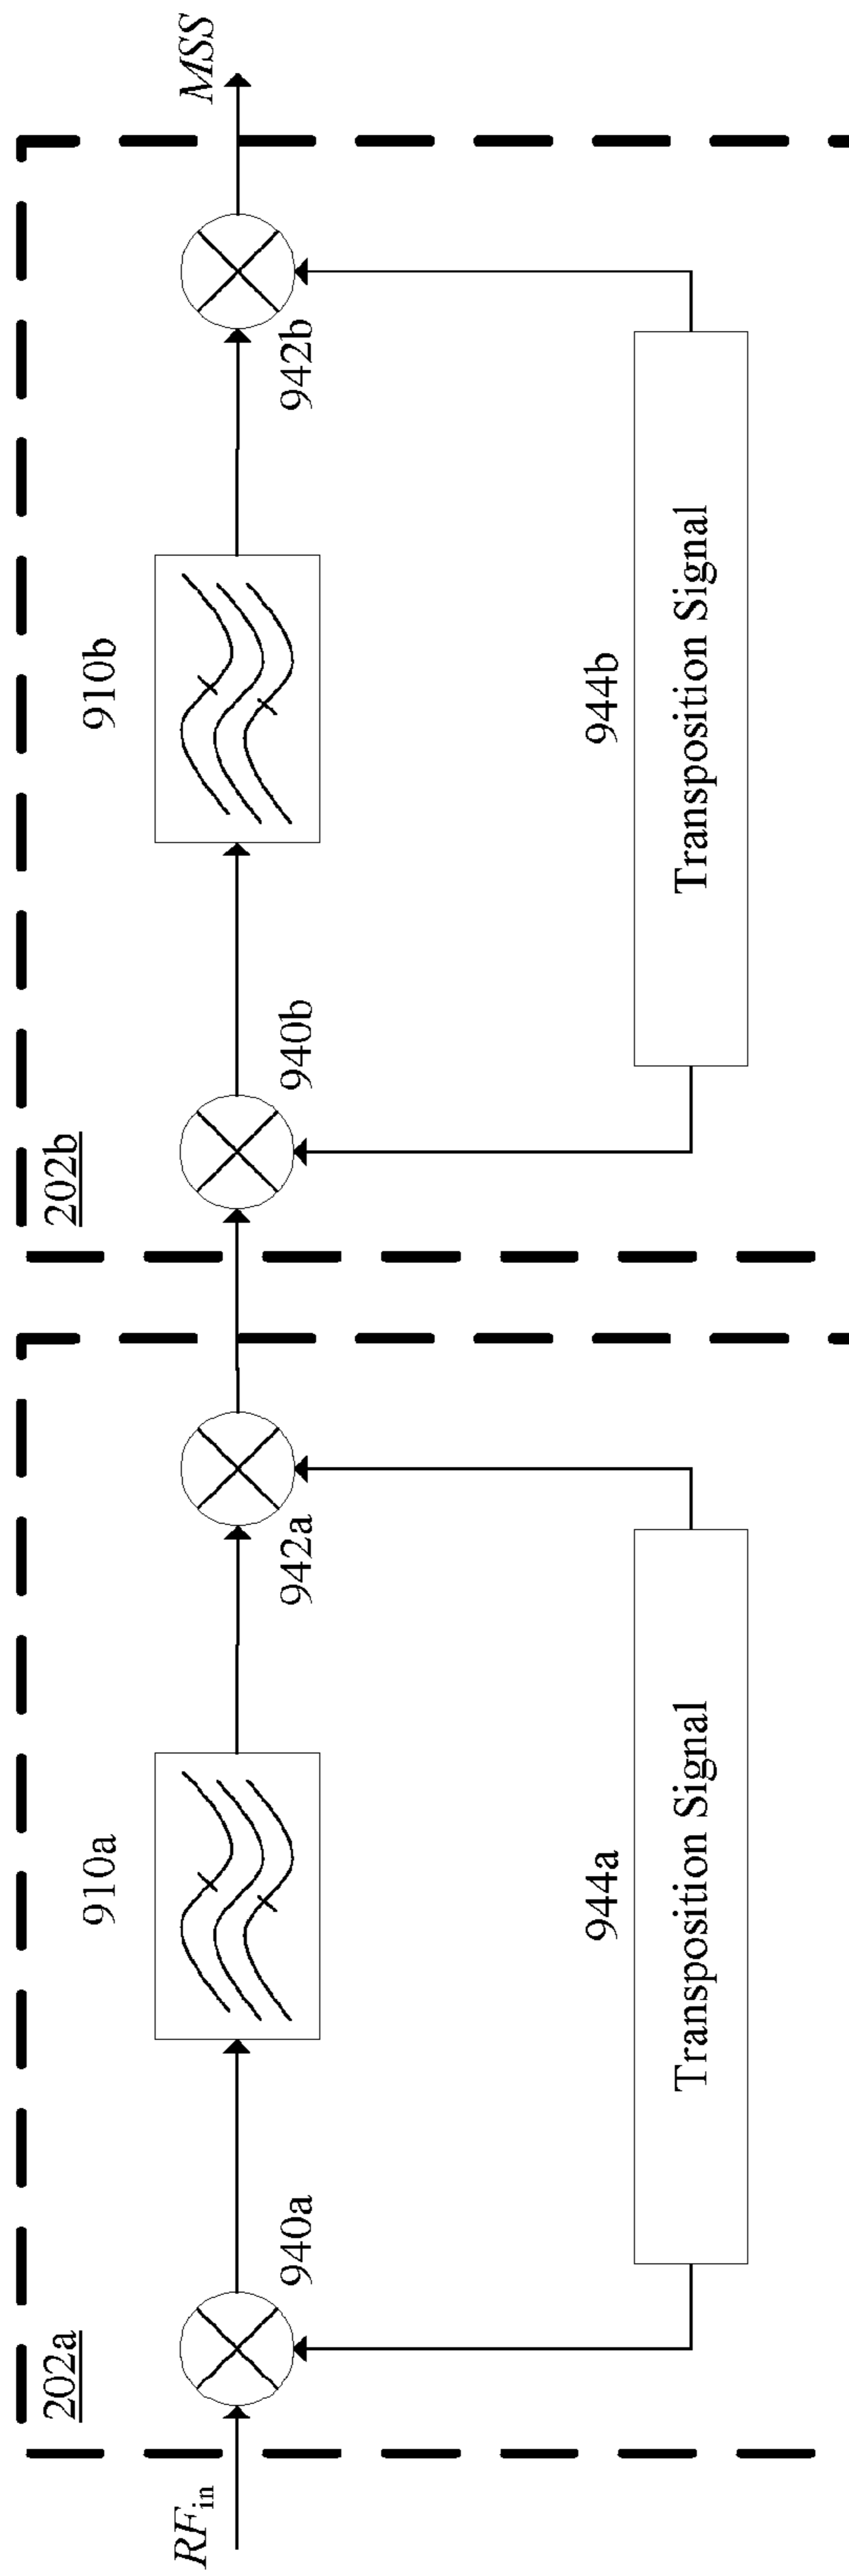 202a
202b
910a
910b
RFin
MSS
940a
942a
940b
942b
944a
944b
Transposition Signal
Transposition Signal